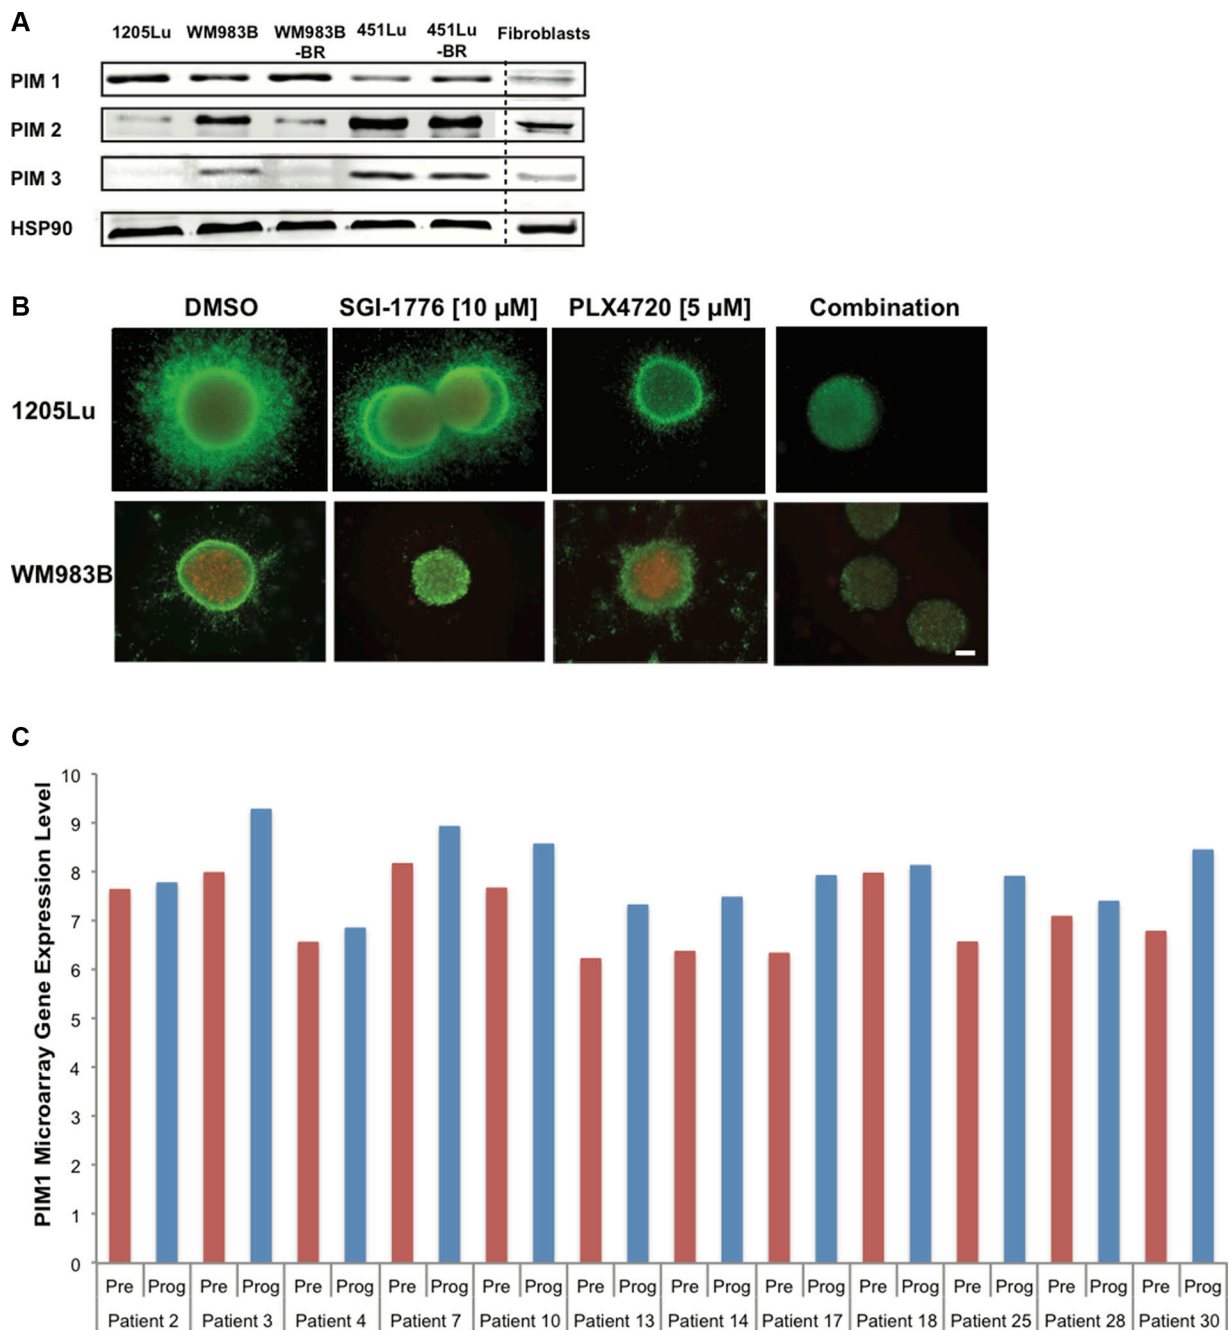 A
1205Lu WM983B WM983B 451Lu 451Lu Fibroblasts
-BR -BR
PIM 1
PIM 2
PIM 3
HSP90
B
DMSO SGI-1776 [10 µM] PLX4720 [5 µM] Combination
1205Lu
WM983B
C
PIM1 Microarray Gene Expression Level
10
9
8
7
6
5
4
3
2
1
0
Pre Prog Pre Prog Pre Prog Pre Prog Pre Prog Pre Prog Pre Prog Pre Prog Pre Prog Pre Prog Pre Prog Pre Prog
Patient 2 Patient 3 Patient 4 Patient 7 Patient 10 Patient 13 Patient 14 Patient 17 Patient 18 Patient 25 Patient 28 Patient 30